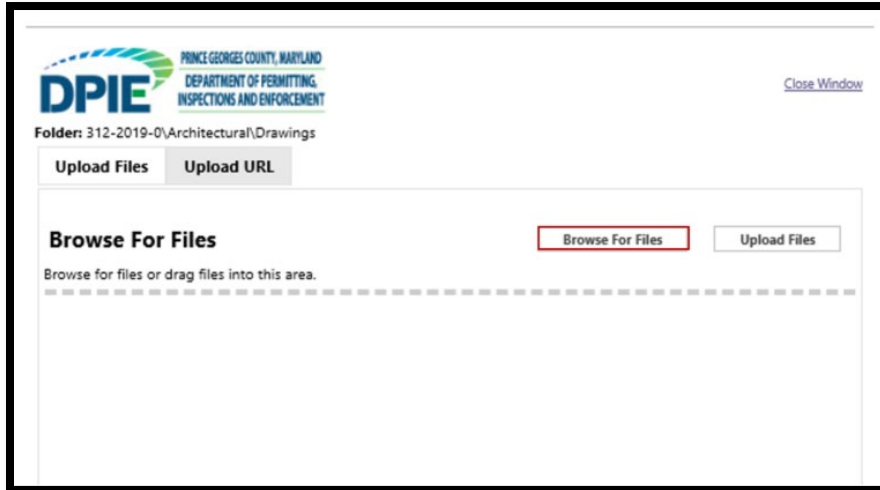 PRINCE GEORGES COUNTY, MARYLAND
DPIE
DEPARTMENT OF PERMITTING,
INSPECTIONS AND ENFORCEMENT
Close Window
Folder: 312-2019-0\Architectural\Drawings
Upload Files Upload URL
Browse For Files Browse For Files Upload Files
Browse for files or drag files into this area.